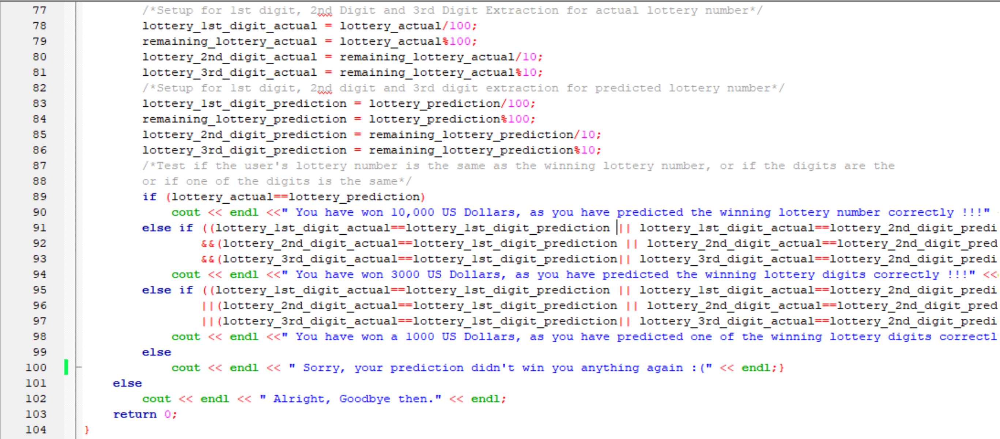 77 /*Setup for 1st digit, 2nd Digit and 3rd Digit Extraction for actual lottery number*/
78 lottery_1st_digit_actual = lottery_actual/100;
79 remaining_lottery_actual = lottery_actual%100;
80 lottery_2nd_digit_actual = remaining_lottery_actual/10;
81 lottery_3rd_digit_actual = remaining_lottery_actual%10;
82 /*Setup for 1st digit, 2nd digit and 3rd digit extraction for predicted lottery number*/
83 lottery_1st_digit_prediction = lottery_prediction/100;
84 remaining_lottery_prediction = lottery_prediction%100;
85 lottery_2nd_digit_prediction = remaining_lottery_prediction/10;
86 lottery_3rd_digit_prediction = remaining_lottery_prediction%10;
87 /*Test if the user's lottery number is the same as the winning lottery number, or if the digits are the
88 or if one of the digits is the same*/
89 if (lottery_actual==lottery_prediction)
90 cout << endl <<" You have won 10,000 US Dollars, as you have predicted the winning lottery number correctly !!!"
91 else if ((lottery_1st_digit_actual==lottery_1st_digit_prediction || lottery_1st_digit_actual==lottery_2nd_digit_predi
92 &&(lottery_2nd_digit_actual==lottery_1st_digit_prediction || lottery_2nd_digit_actual==lottery_2nd_digit_pred
93 &&(lottery_3rd_digit_actual==lottery_1st_digit_prediction|| lottery_3rd_digit_actual==lottery_2nd_digit_predi
94 cout << endl <<" You have won 3000 US Dollars, as you have predicted the winning lottery digits correctly !!!" <<
95 else if ((lottery_1st_digit_actual==lottery_1st_digit_prediction || lottery_1st_digit_actual==lottery_2nd_digit_predi
96 ||(lottery_2nd_digit_actual==lottery_1st_digit_prediction || lottery_2nd_digit_actual==lottery_2nd_digit_pred
97 ||(lottery_3rd_digit_actual==lottery_1st_digit_prediction|| lottery_3rd_digit_actual==lottery_2nd_digit_predi
98 cout << endl <<" You have won a 1000 US Dollars, as you have predicted one of the winning lottery digits correctl
99 else
100 cout << endl << " Sorry, your prediction didn't win you anything again :(" << endl;}
101 else
102 cout << endl << " Alright, Goodbye then." << endl;
103 return 0;
104 }